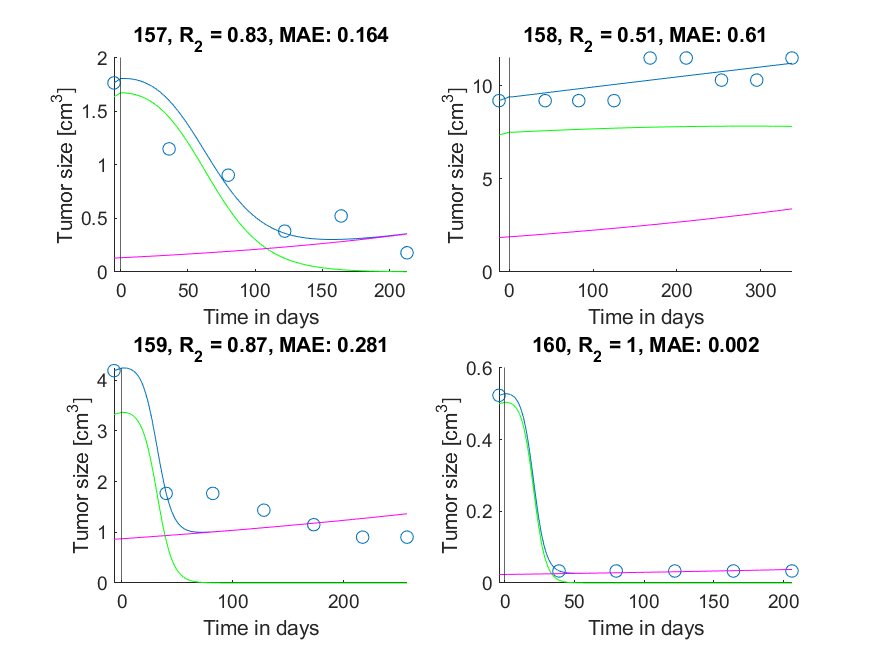 157, R₂ = 0.83, MAE: 0.164
Tumor size [cm³]
2
1.5
1
0.5
0
0 50 100 150 200
Time in days
158, R₂ = 0.51, MAE: 0.61
Tumor size [cm³]
10
5
0
0 100 200 300
Time in days
159, R₂ = 0.87, MAE: 0.281
Tumor size [cm³]
4
3
2
1
0
0 100 200
Time in days
160, R₂ = 1, MAE: 0.002
Tumor size [cm³]
0.6
0.4
0.2
0
0 50 100 150 200
Time in days